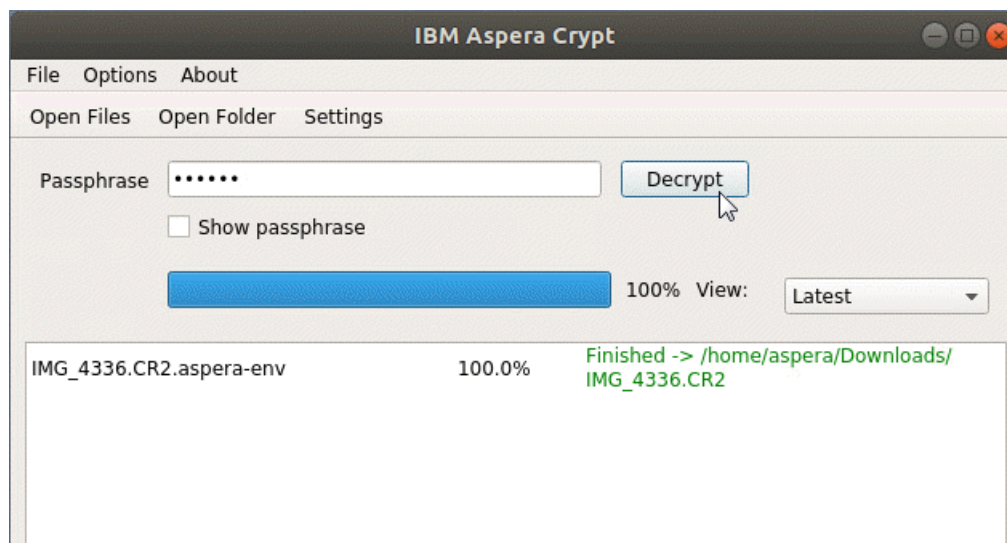 IBM Aspera Crypt
File Options About
Open Files Open Folder Settings
Passphrase •••••• Decrypt
Show passphrase
100% View: Latest
IMG_4336.CR2.aspera-env 100.0% Finished -> /home/aspera/Downloads/
IMG_4336.CR2